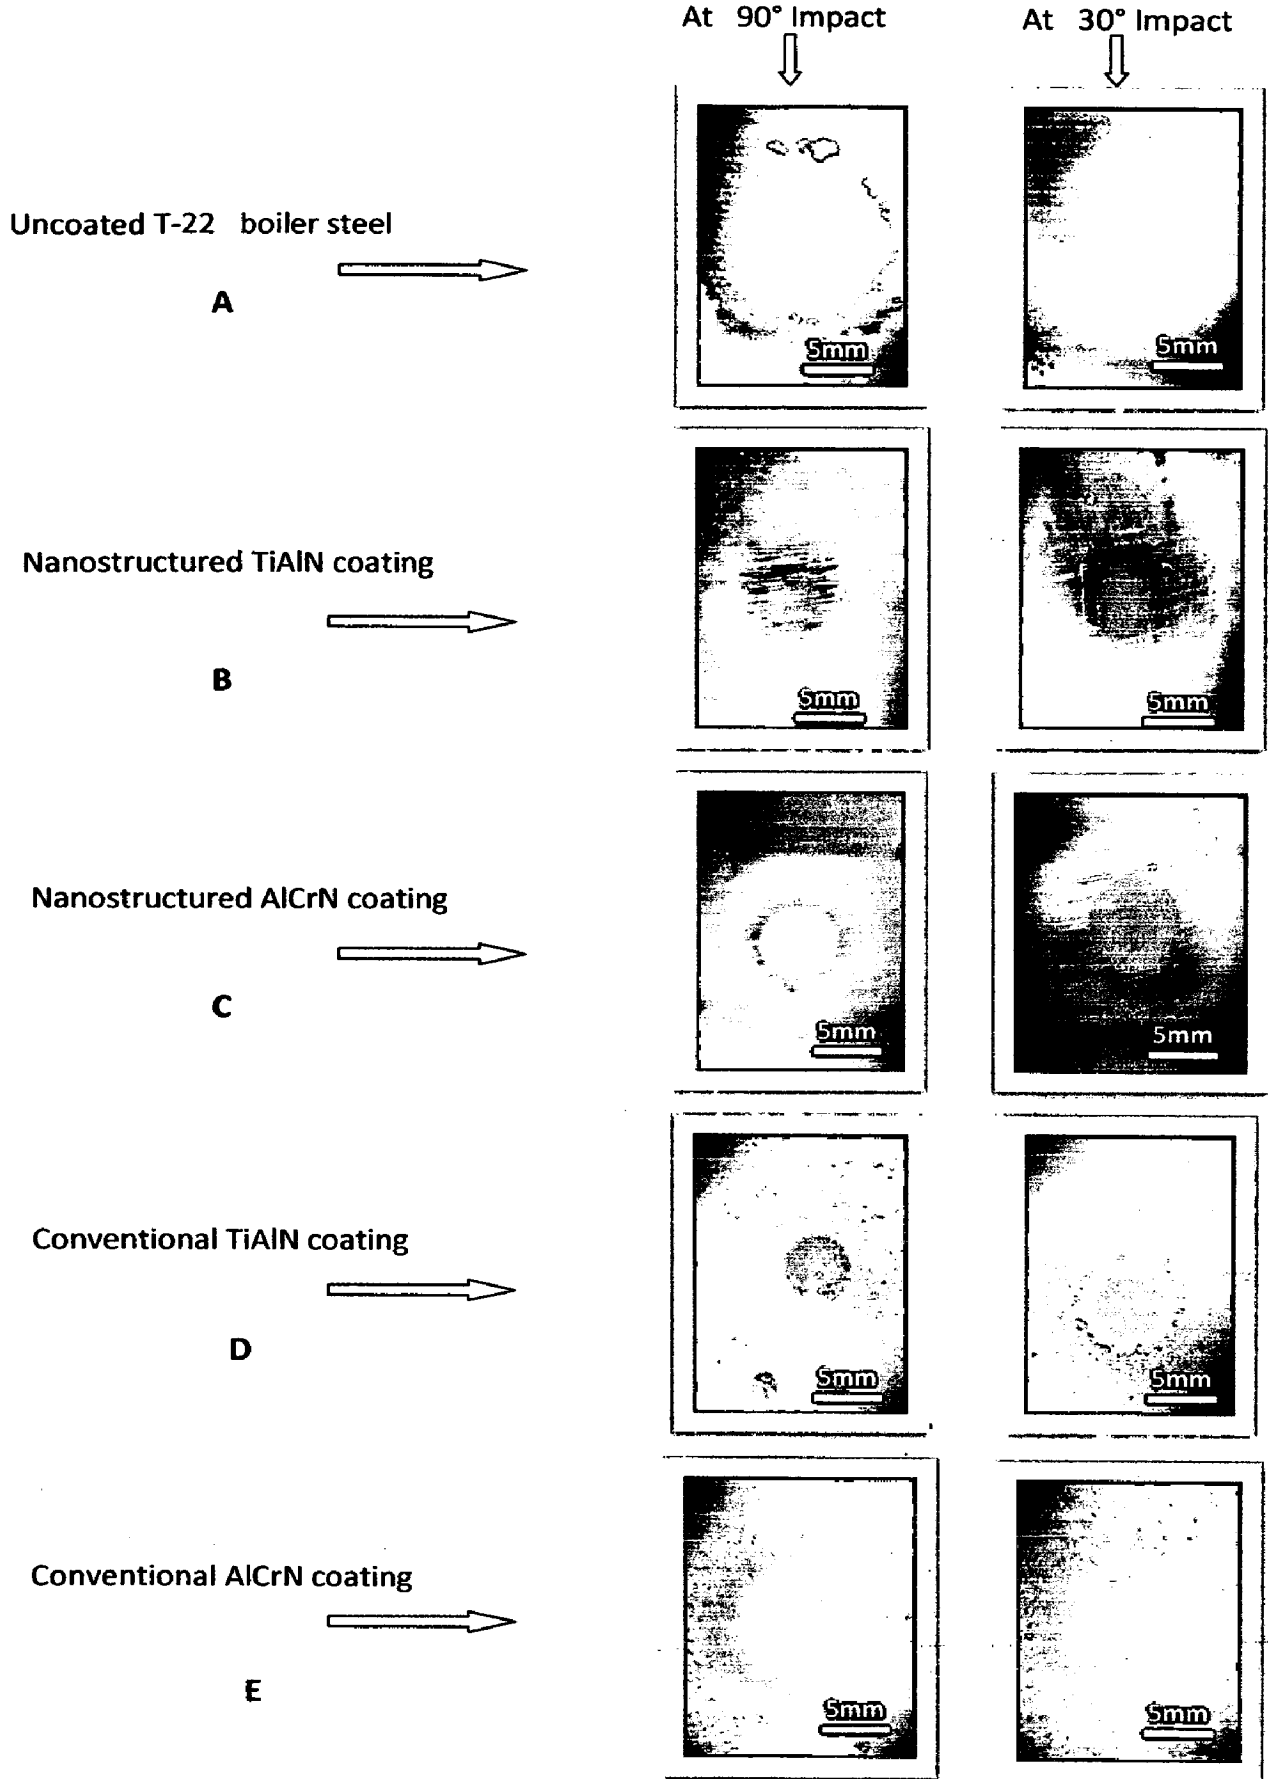 At 90° Impact
At 30° Impact
Uncoated T-22 boiler steel
A
5mm
5mm
Nanostructured TiAlN coating
B
5mm
5mm
Nanostructured AlCrN coating
C
5mm
5mm
Conventional TiAlN coating
D
5mm
5mm
Conventional AlCrN coating
E
5mm
5mm